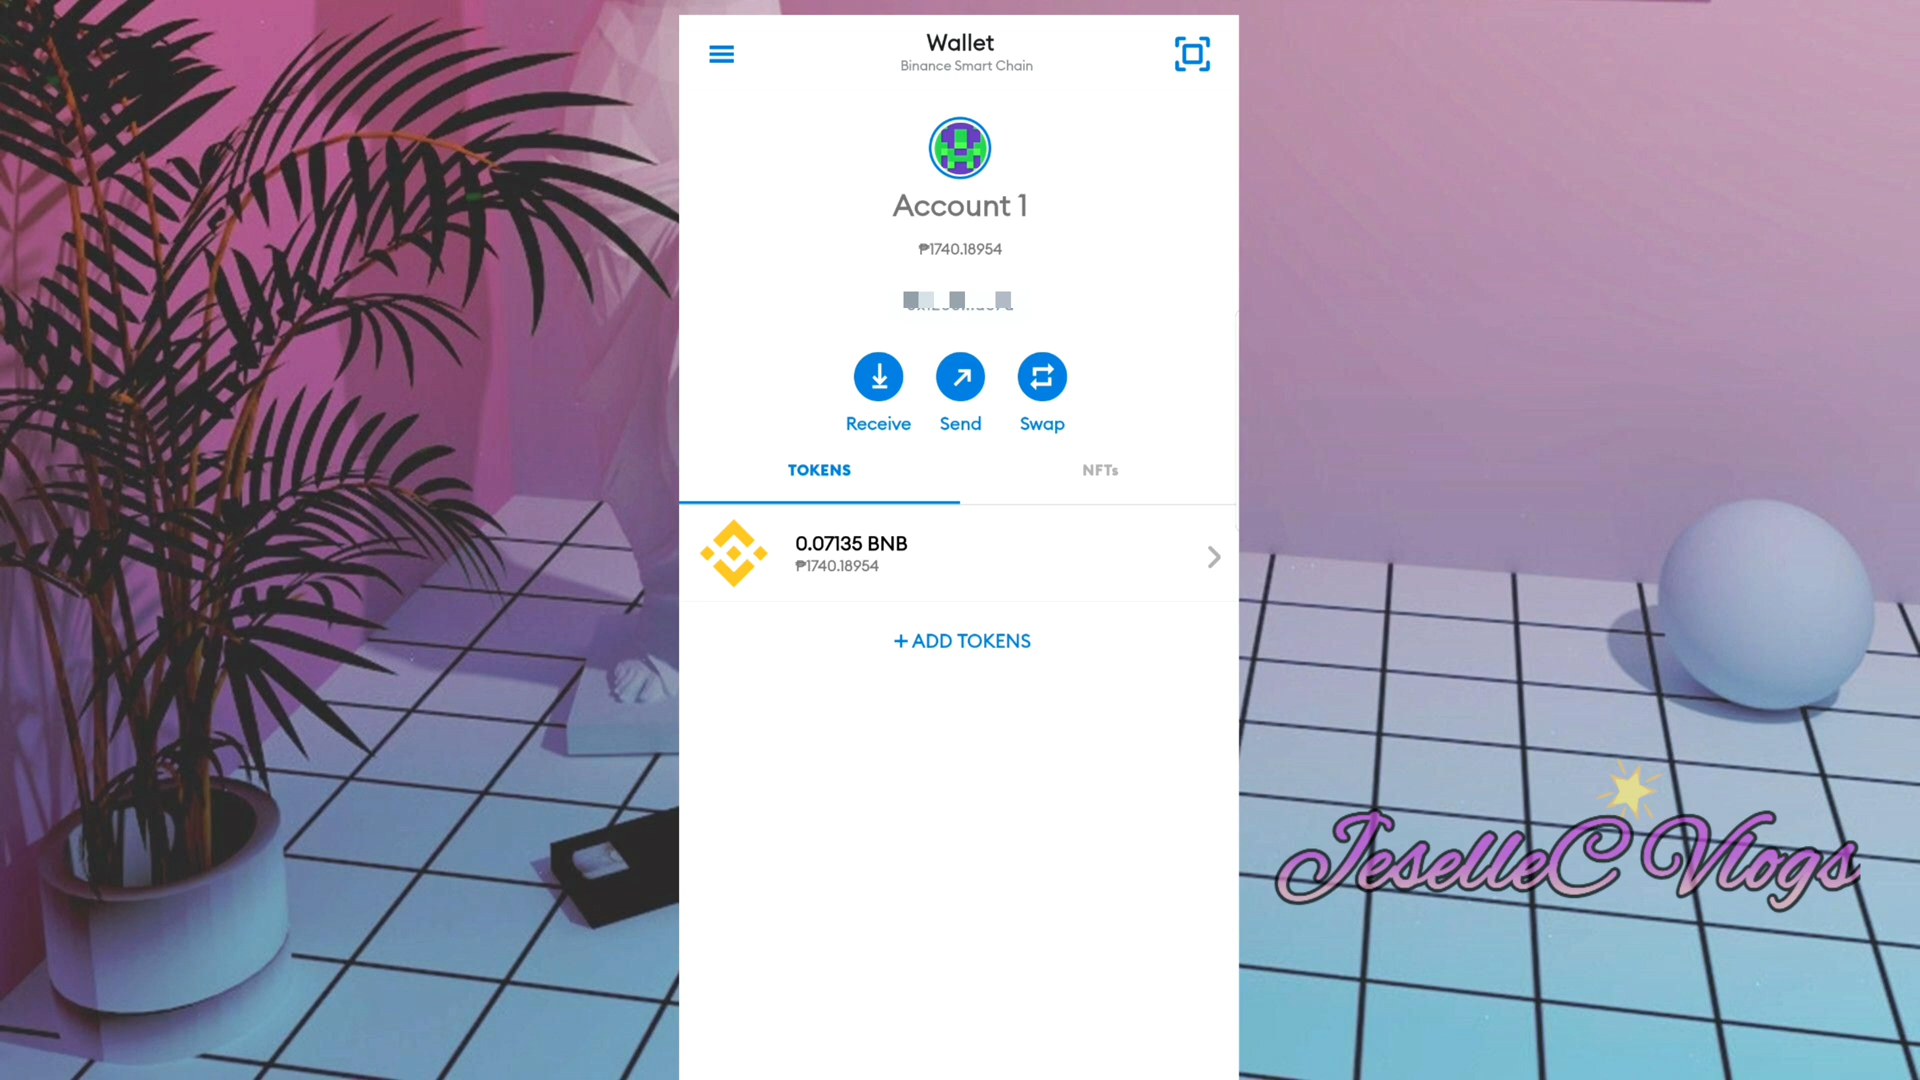 Wallet
Binance Smart Chain
Account 1
₱1740.18954
Receive
Send
Swap
TOKENS
NFTs
0.07135 BNB
₱1740.18954
+ ADD TOKENS
JeselleC Vlogs